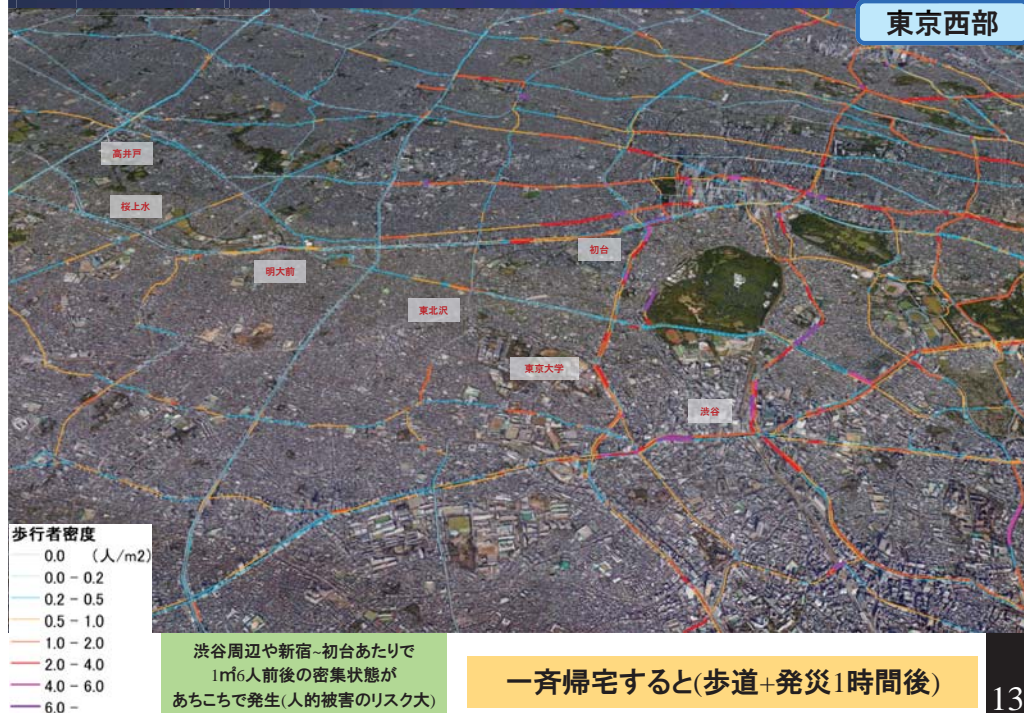 東京西部
高井戸
桜上水
初台
明大前
東北沢
東京大学
渋谷
歩行者密度
0.0 (人/m2)
0.0 - 0.2
0.2 - 0.5
0.5 - 1.0
1.0 - 2.0
2.0 - 4.0
4.0 - 6.0
6.0 -
渋谷周辺や新宿~初台あたりで
1㎡6人前後の密集状態が
あちこちで発生(人的被害のリスク大)
一斉帰宅すると(歩道+発災1時間後)
13